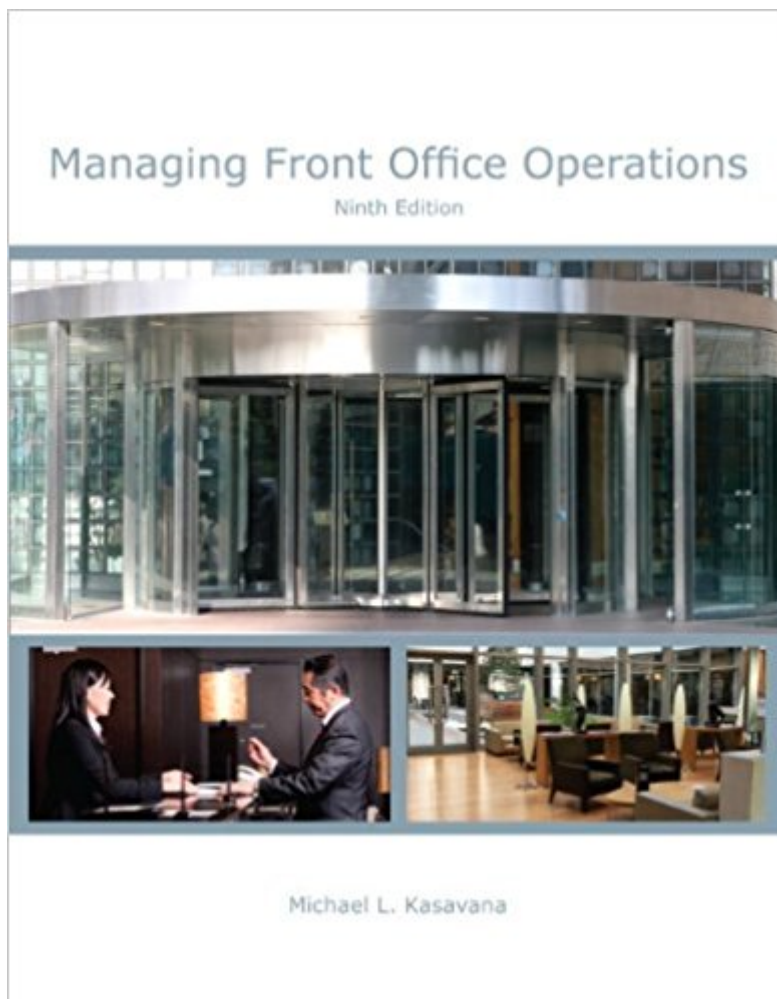 Managing Front Office Operations
Ninth Edition
Michael L. Kasavana